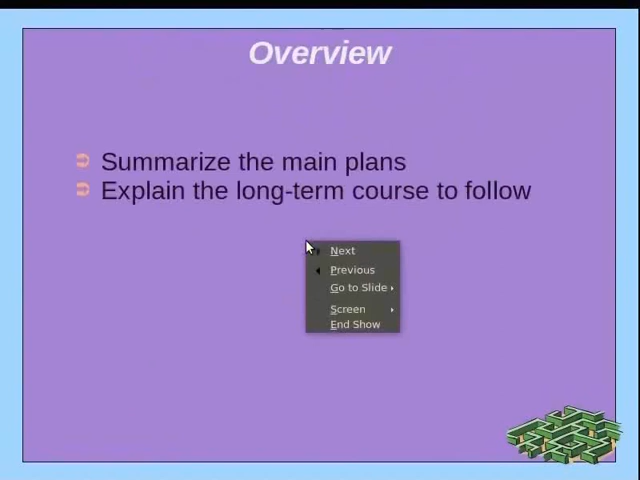 Overview
Summarize the main plans
Explain the long-term course to follow
Next
Previous
Go to Slide
Screen
End Show